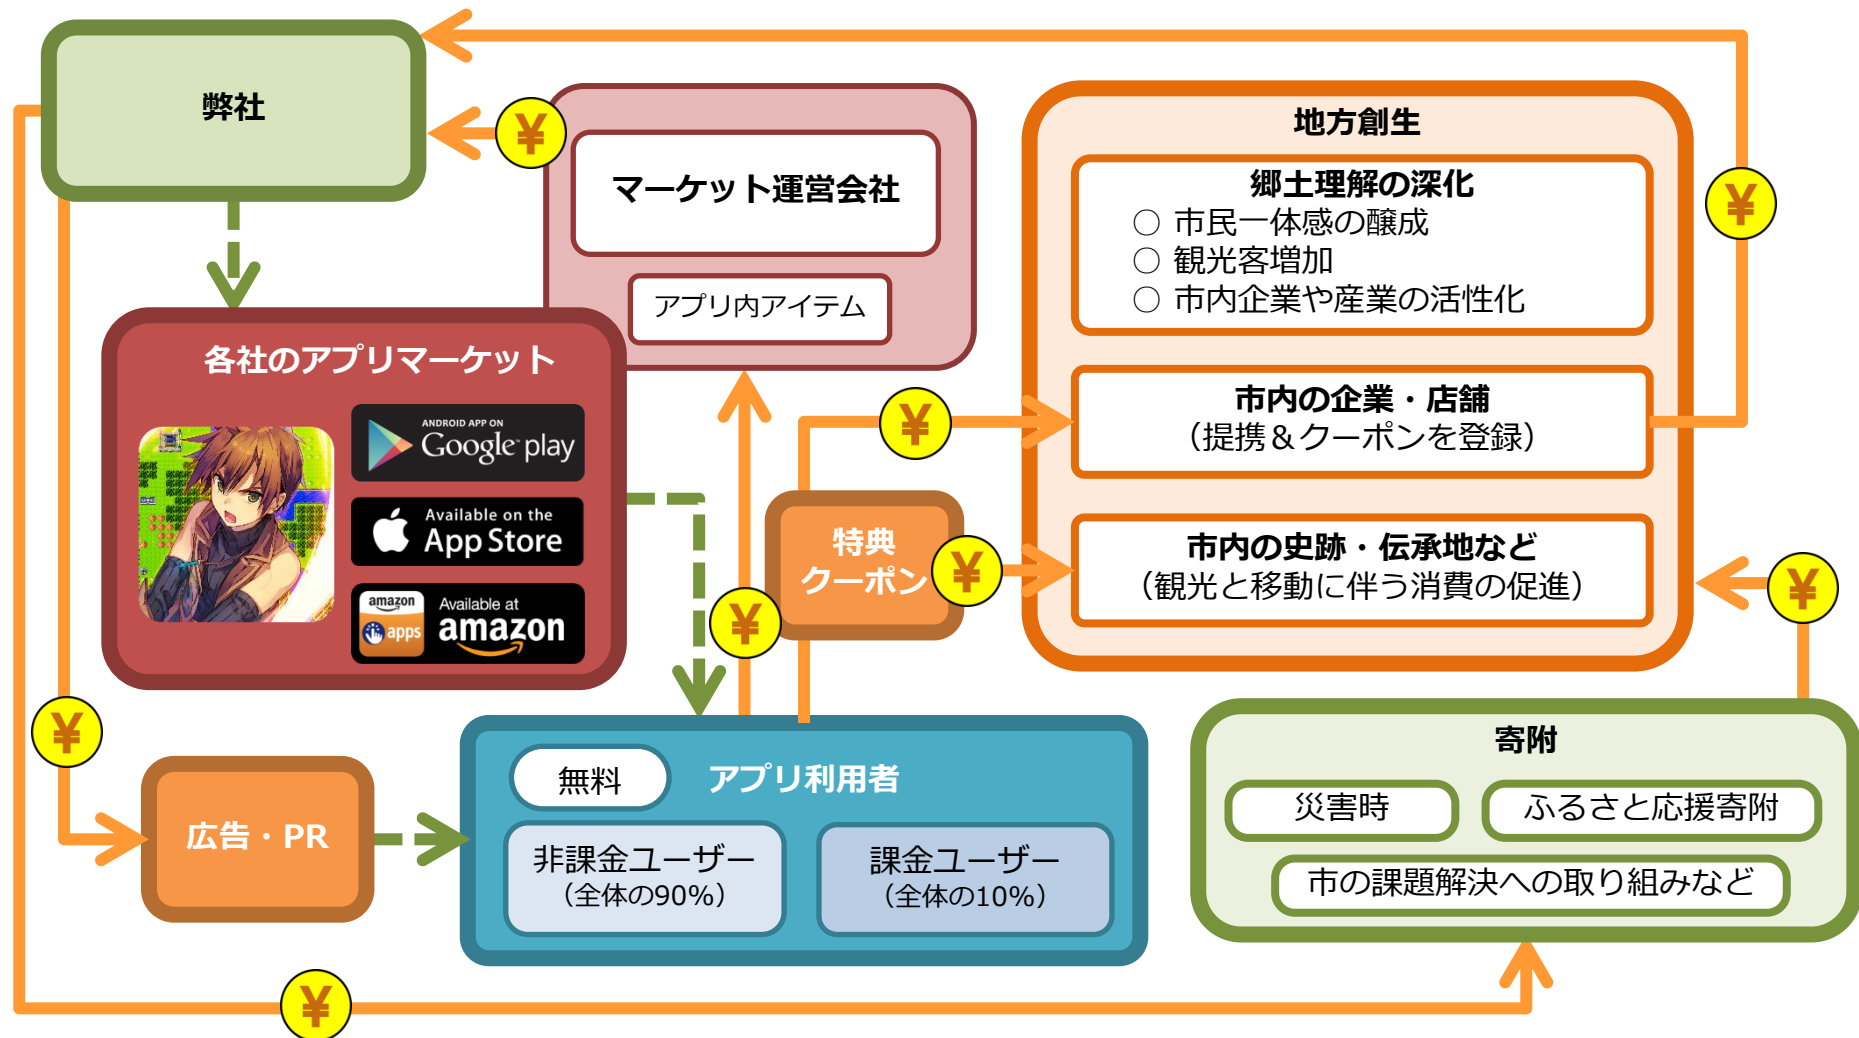 弊社
¥
マーケット運営会社
アプリ内アイテム
地方創生
郷土理解の深化
○ 市民一体感の醸成
○ 観光客増加
○ 市内企業や産業の活性化
¥
各社のアプリマーケット
ANDROID APP ON
Google play
Available on the
App Store
amazon
apps
Available at
amazon
¥
市内の企業・店舗
（提携＆クーポンを登録）
特典
クーポン
¥
市内の史跡・伝承地など
（観光と移動に伴う消費の促進）
¥
¥
¥
広告・PR
無料
アプリ利用者
非課金ユーザー
（全体の90%）
課金ユーザー
（全体の10%）
寄附
災害時
ふるさと応援寄附
市の課題解決への取り組みなど
¥